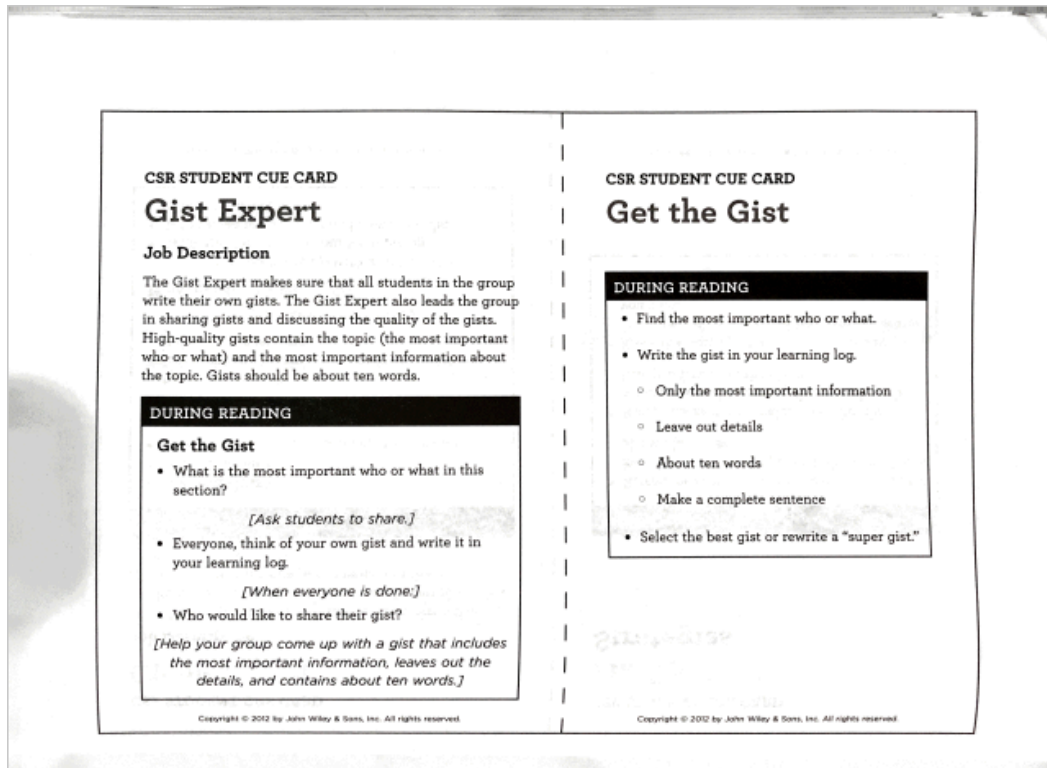 CSR STUDENT CUE CARD
Gist Expert
Job Description
The Gist Expert makes sure that all students in the group
write their own gists. The Gist Expert also leads the group
in sharing gists and discussing the quality of the gists.
High-quality gists contain the topic (the most important
who or what) and the most important information about
the topic. Gists should be about ten words.
DURING READING
Get the Gist
• What is the most important who or what in this
section?
[Ask students to share.]
• Everyone, think of your own gist and write it in
your learning log.
[When everyone is done:]
• Who would like to share their gist?
[Help your group come up with a gist that includes
the most important information, leaves out the
details, and contains about ten words.]
Copyright © 2012 by John Wiley & Sons, Inc. All rights reserved.
CSR STUDENT CUE CARD
Get the Gist
DURING READING
• Find the most important who or what.
• Write the gist in your learning log.
○ Only the most important information
○ Leave out details
○ About ten words
○ Make a complete sentence
• Select the best gist or rewrite a “super gist.”
Copyright © 2012 by John Wiley & Sons, Inc. All rights reserved.